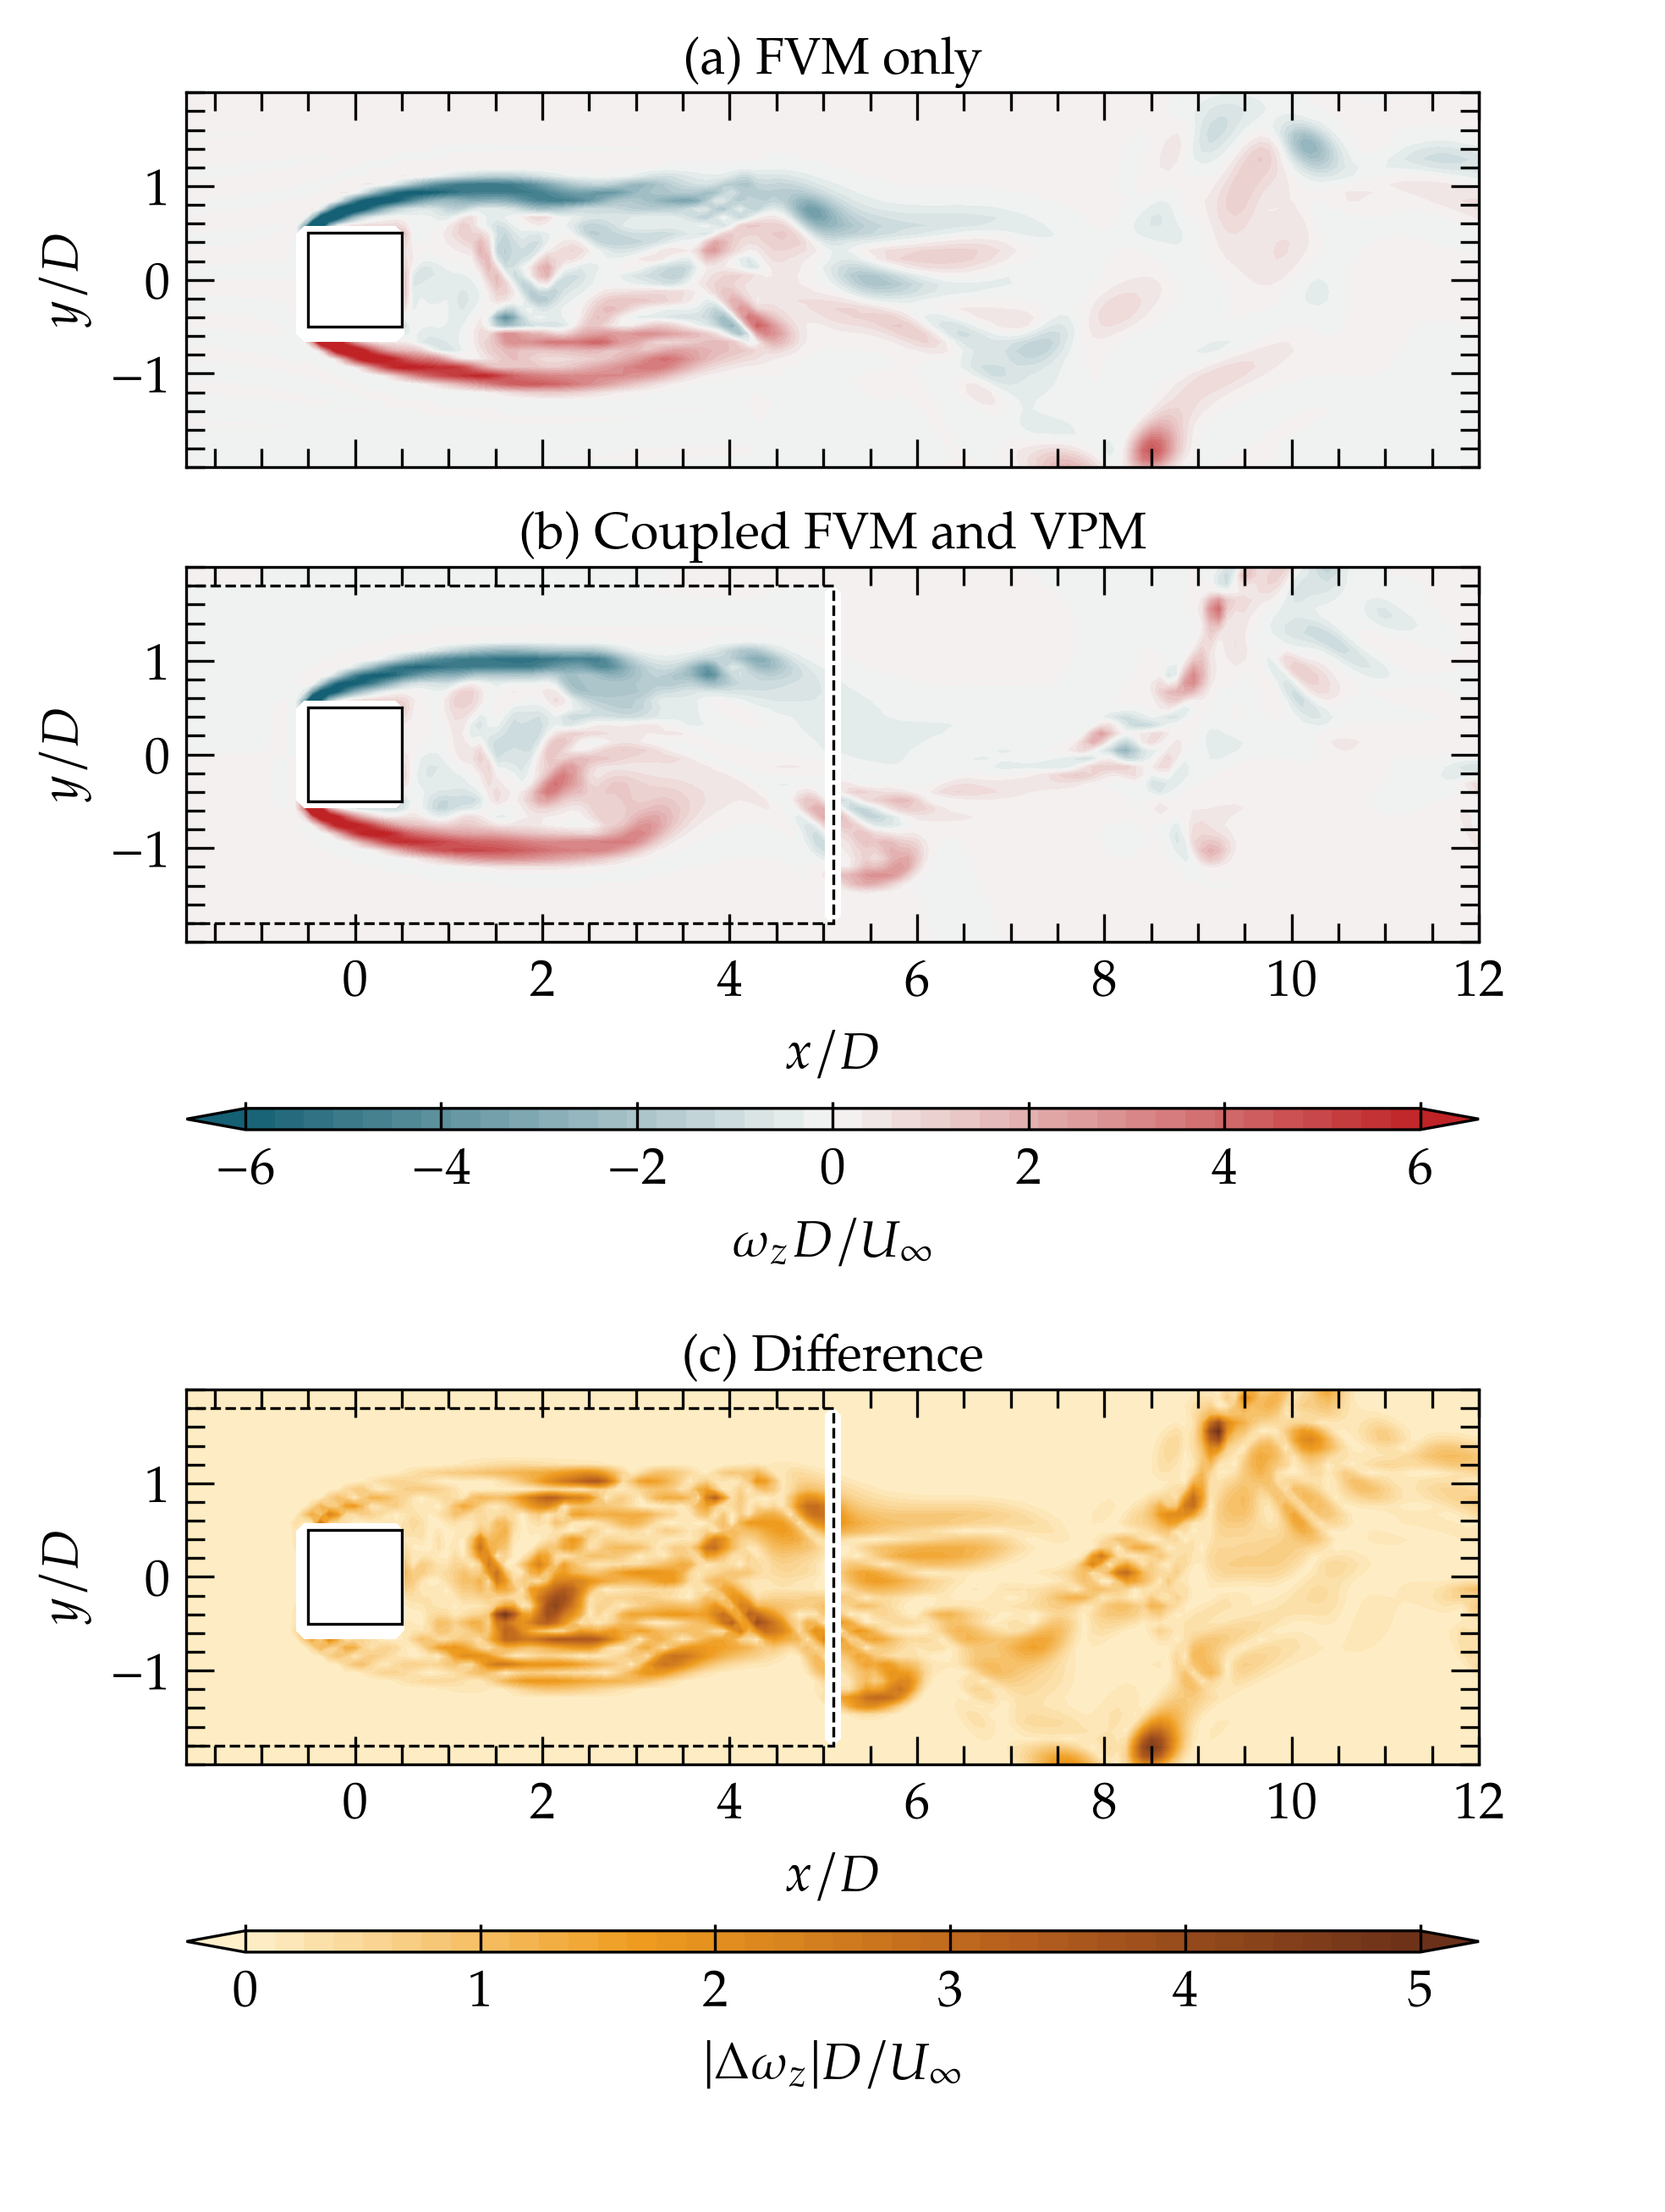 (a) FVM only
1
0
−1
y/D
(b) Coupled FVM and VPM
1
0
−1
y/D
0 2 4 6 8 10 12
x/D
−6 −4 −2 0 2 4 6
ω_z D/U_∞
(c) Difference
1
0
−1
y/D
0 2 4 6 8 10 12
x/D
0 1 2 3 4 5
|Δω_z|D/U_∞